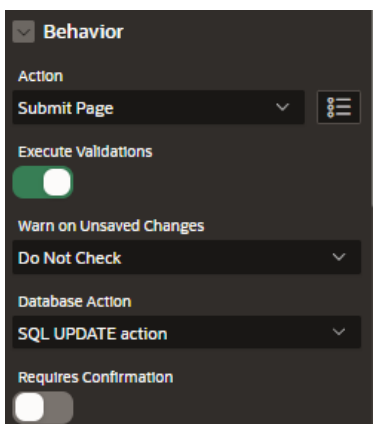 Behavior
Action
Submit Page
Execute Validations
Warn on Unsaved Changes
Do Not Check
Database Action
SQL UPDATE action
Requires Confirmation